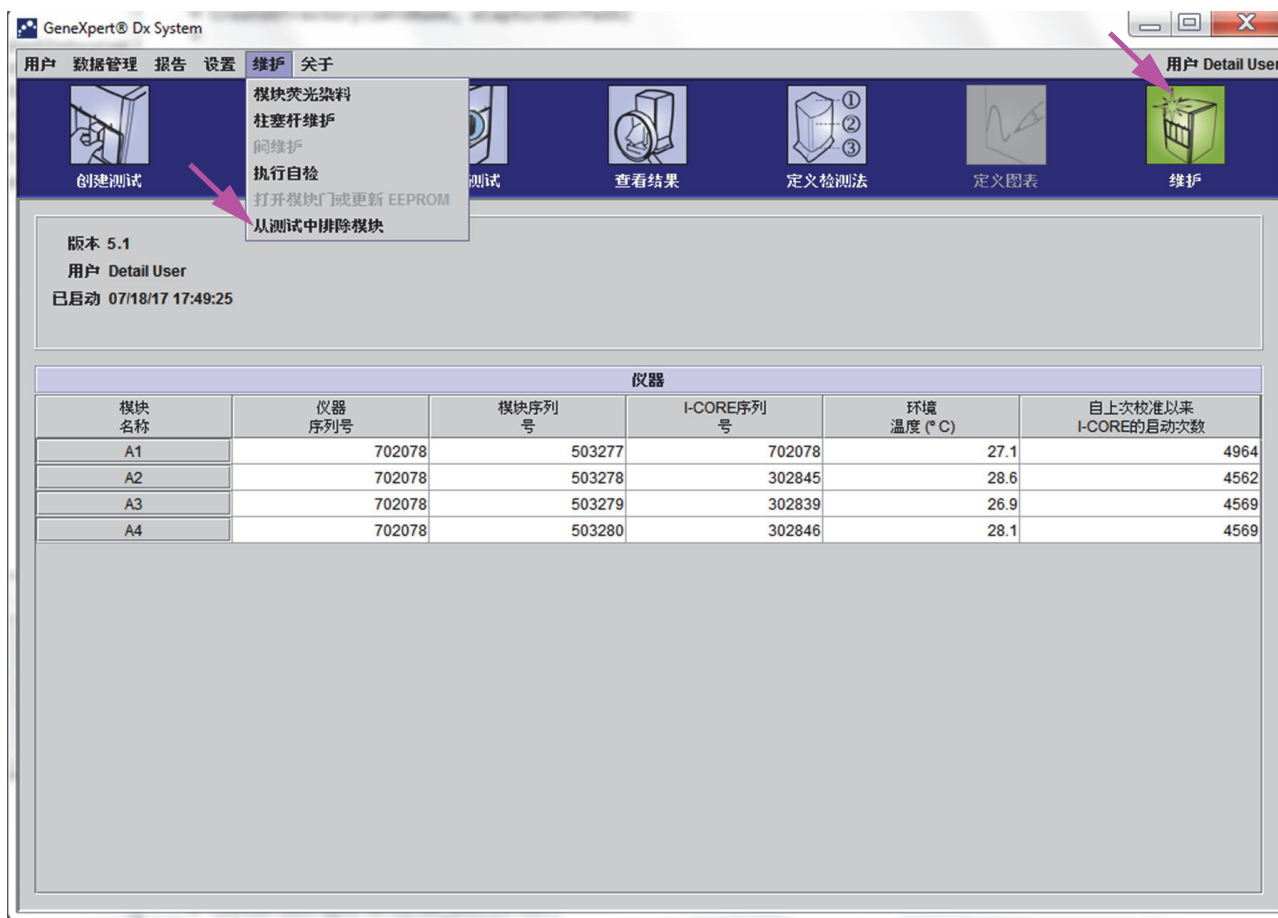 GeneXpert® Dx System
用户 数据管理 报告 设置 维护 关于
用户 Detail User
模块荧光染料
柱塞杆维护
阀维护
执行自检
打开模块门或更新 EEPROM
从测试中排除模块
创建测试
测试
查看结果
①
②
③
定义检测法
定义图表
维护
版本 5.1
用户 Detail User
已启动 07/18/17 17:49:25
仪器
模块
名称
仪器
序列号
模块序列
号
I-CORE序列
号
环境
温度 (° C)
自上次校准以来
I-CORE的启动次数
A1 702078 503277 702078 27.1 4964
A2 702078 503278 302845 28.6 4562
A3 702078 503279 302839 26.9 4569
A4 702078 503280 302846 28.1 4569